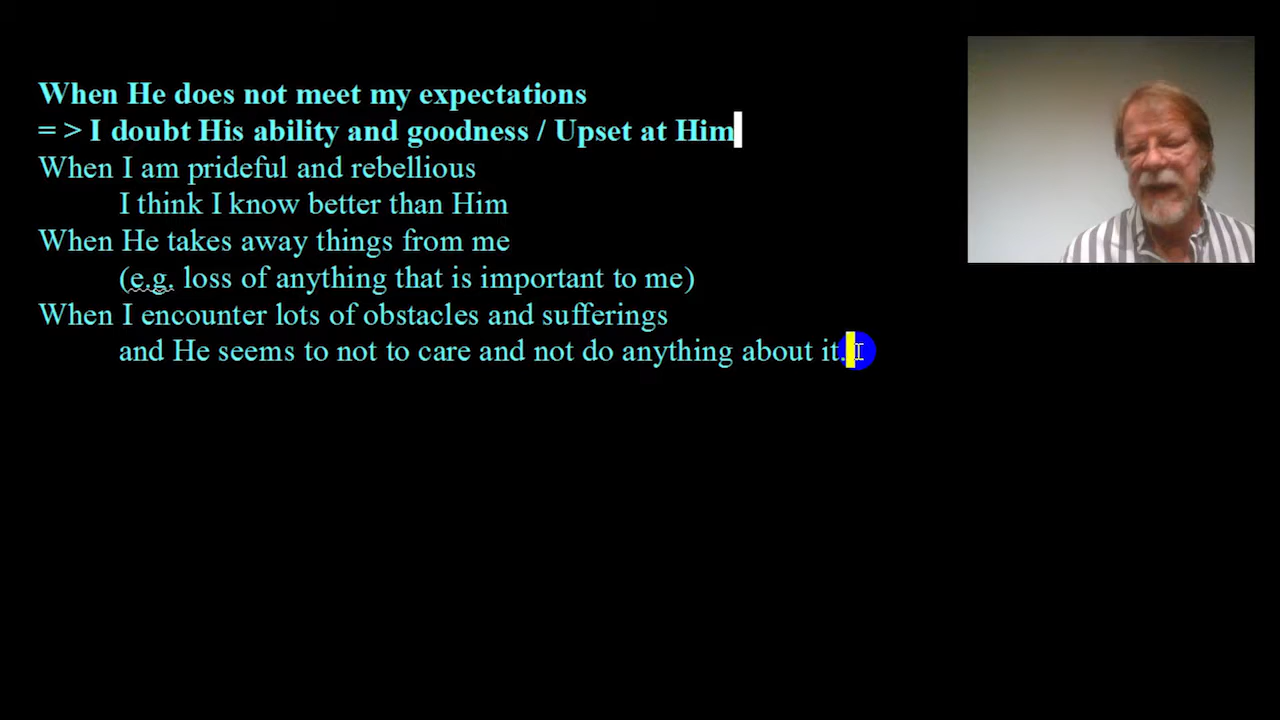 When He does not meet my expectations
= > I doubt His ability and goodness / Upset at Him
When I am prideful and rebellious
I think I know better than Him
When He takes away things from me
(e.g. loss of anything that is important to me)
When I encounter lots of obstacles and sufferings
and He seems to not to care and not do anything about it.